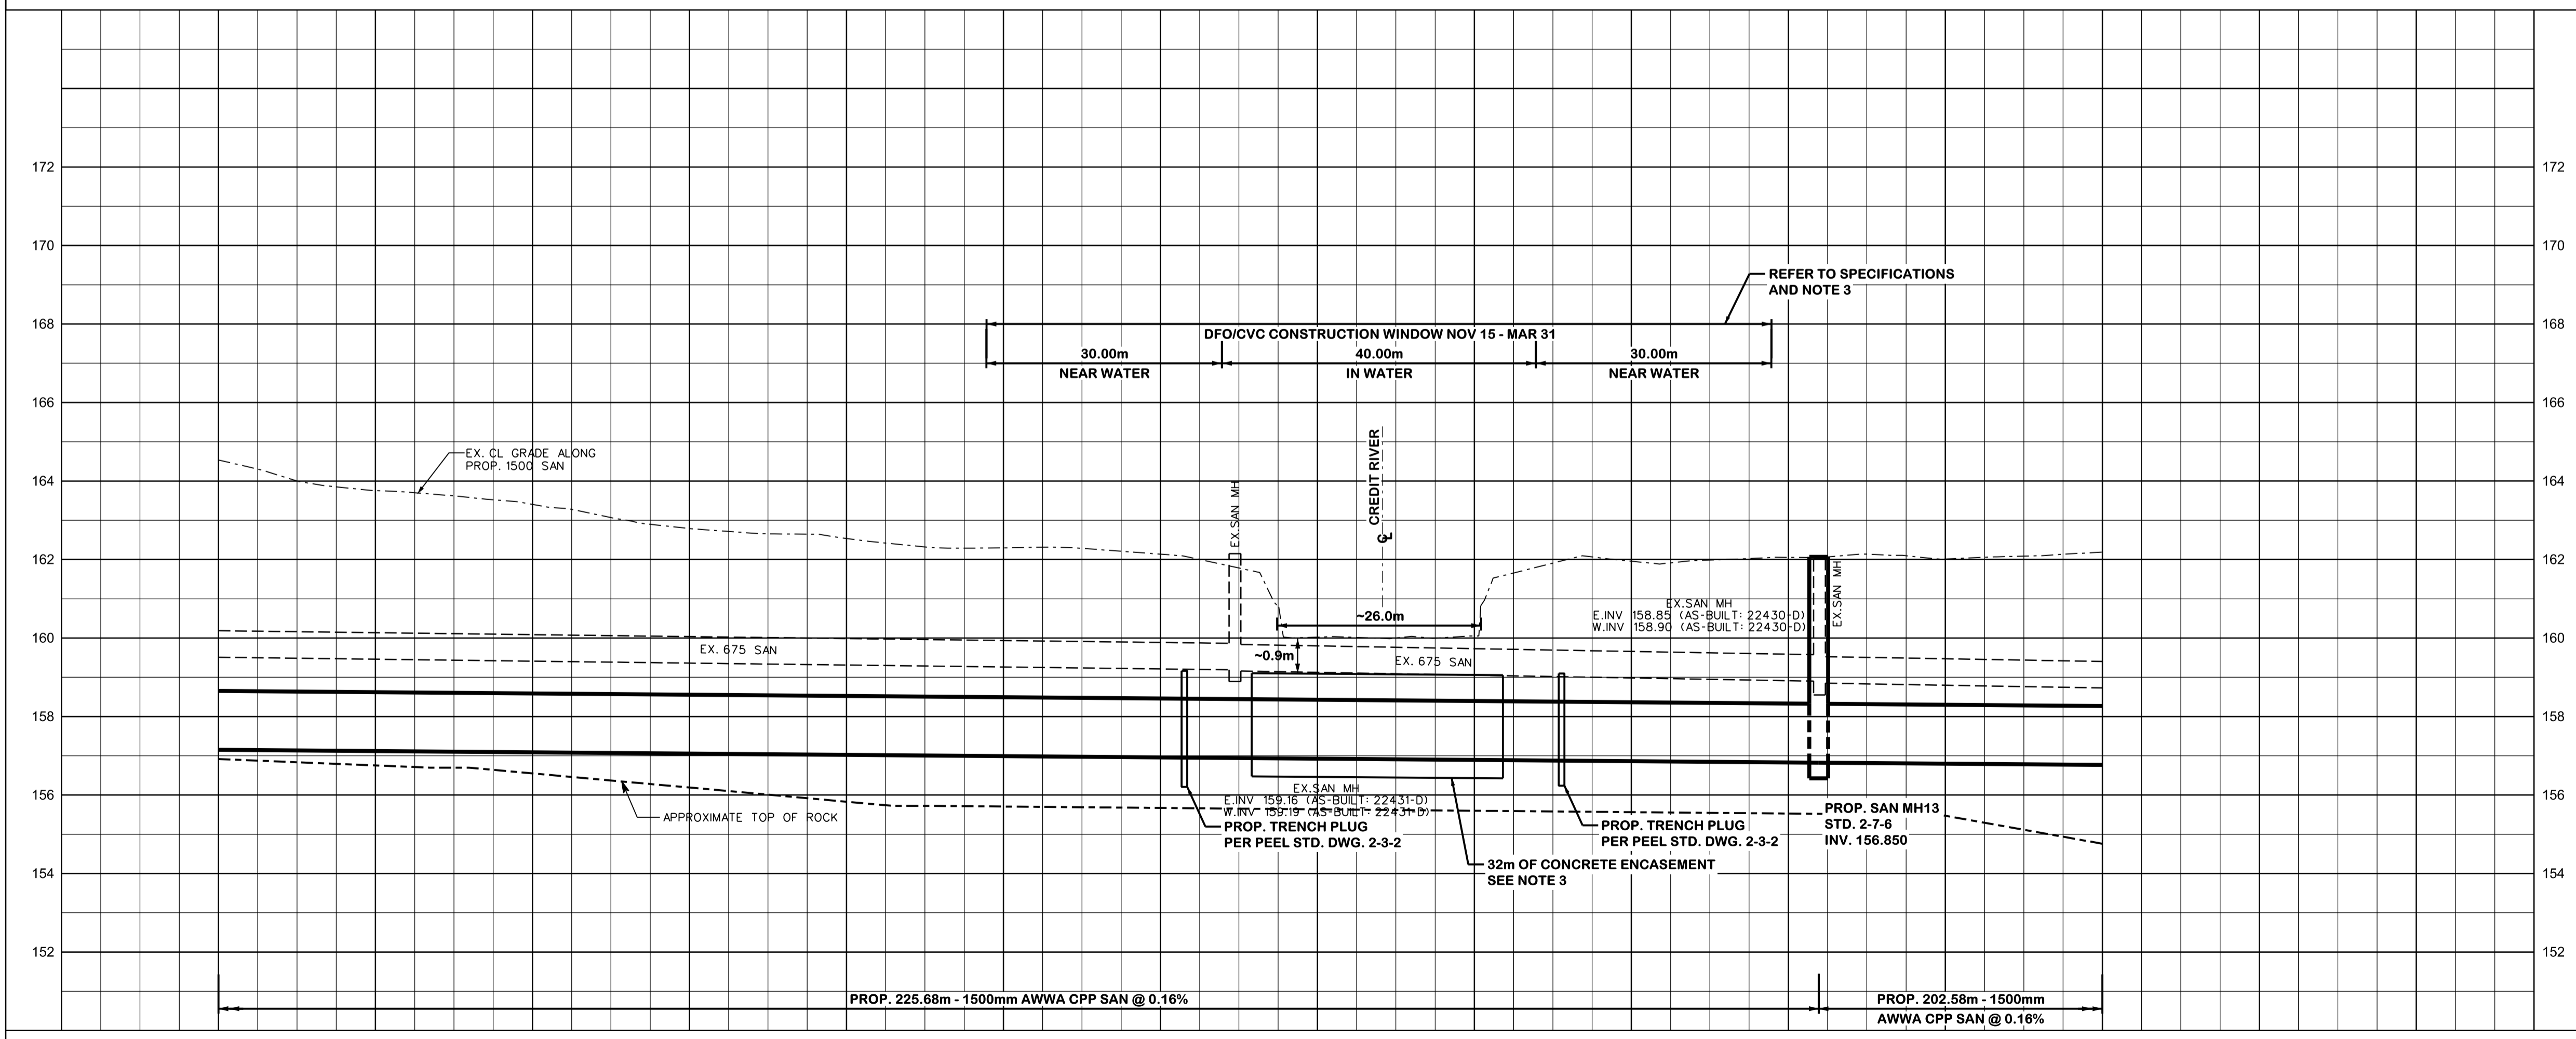 172
172
170
170
REFER TO SPECIFICATIONS
AND NOTE 3
168
168
DFO/CVC CONSTRUCTION WINDOW NOV 15 - MAR 31
30.00m
40.00m
30.00m
NEAR WATER
IN WATER
NEAR WATER
166
166
EX. CL GRADE ALONG
PROP. 1500 SAN
164
164
EX.SAN MH
CREDIT RIVER
CL
162
162
EX.SAN MH
EX.SAN MH
E.INV 158.85 (AS-BUILT: 22430-D)
W.INV 158.90 (AS-BUILT: 22430-D)
~26.0m
160
160
EX. 675 SAN
~0.9m
EX. 675 SAN
158
158
156
156
EX.SAN MH
E.INV 159.16 (AS-BUILT: 22431-D)
W.INV 159.19 (AS-BUILT: 22431-D)
APPROXIMATE TOP OF ROCK
PROP. TRENCH PLUG
PER PEEL STD. DWG. 2-3-2
PROP. TRENCH PLUG
PER PEEL STD. DWG. 2-3-2
PROP. SAN MH13
STD. 2-7-6
INV. 156.850
32m OF CONCRETE ENCASEMENT
SEE NOTE 3
154
154
152
152
PROP. 225.68m - 1500mm AWWA CPP SAN @ 0.16%
PROP. 202.58m - 1500mm
AWWA CPP SAN @ 0.16%